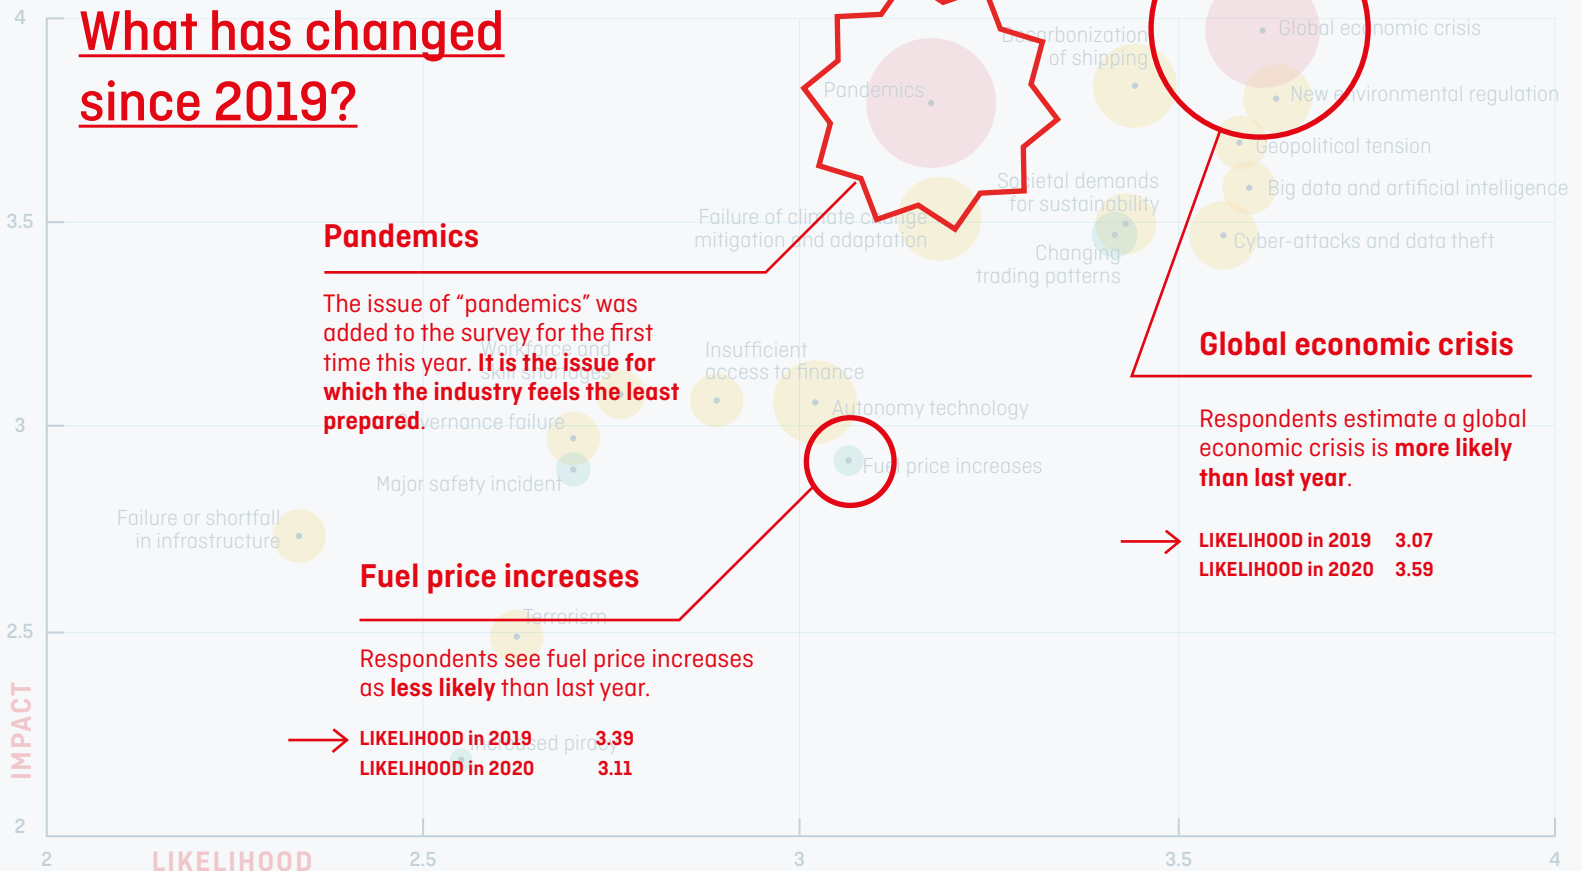 What has changed
since 2019?
4
3.5
3
2.5
2
IMPACT
2
2.5
3
3.5
4
LIKELIHOOD
Pandemics
Decarbonization
of shipping
Global economic crisis
New environmental regulation
Geopolitical tension
Big data and artificial intelligence
Cyber-attacks and data theft
Societal demands
for sustainability
Changing
trading patterns
Failure of climate change
mitigation and adaptation
Pandemics
The issue of “pandemics” was
added to the survey for the first
time this year. It is the issue for
which the industry feels the least
prepared.
Workforce and
skill shortages
Insufficient
access to finance
Autonomy technology
Governance failure
Major safety incident
Fuel price increases
Failure or shortfall
in infrastructure
Terrorism
Increased piracy
Global economic crisis
Respondents estimate a global
economic crisis is more likely
than last year.
LIKELIHOOD in 2019 3.07
LIKELIHOOD in 2020 3.59
Fuel price increases
Respondents see fuel price increases
as less likely than last year.
LIKELIHOOD in 2019 3.39
LIKELIHOOD in 2020 3.11